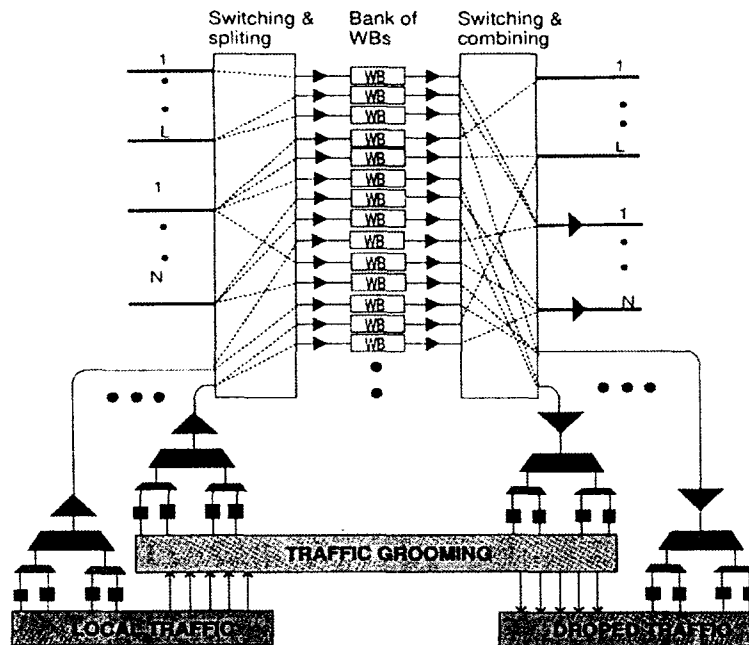 Switching & spliting
Bank of WBs
Switching & combining
1
L
1
N
WB
WB
WB
WB
WB
WB
WB
WB
WB
WB
WB
WB
WB
WB
1
L
1
N
TRAFFIC GROOMING
LOCAL TRAFFIC
DROPED TRAFFIC